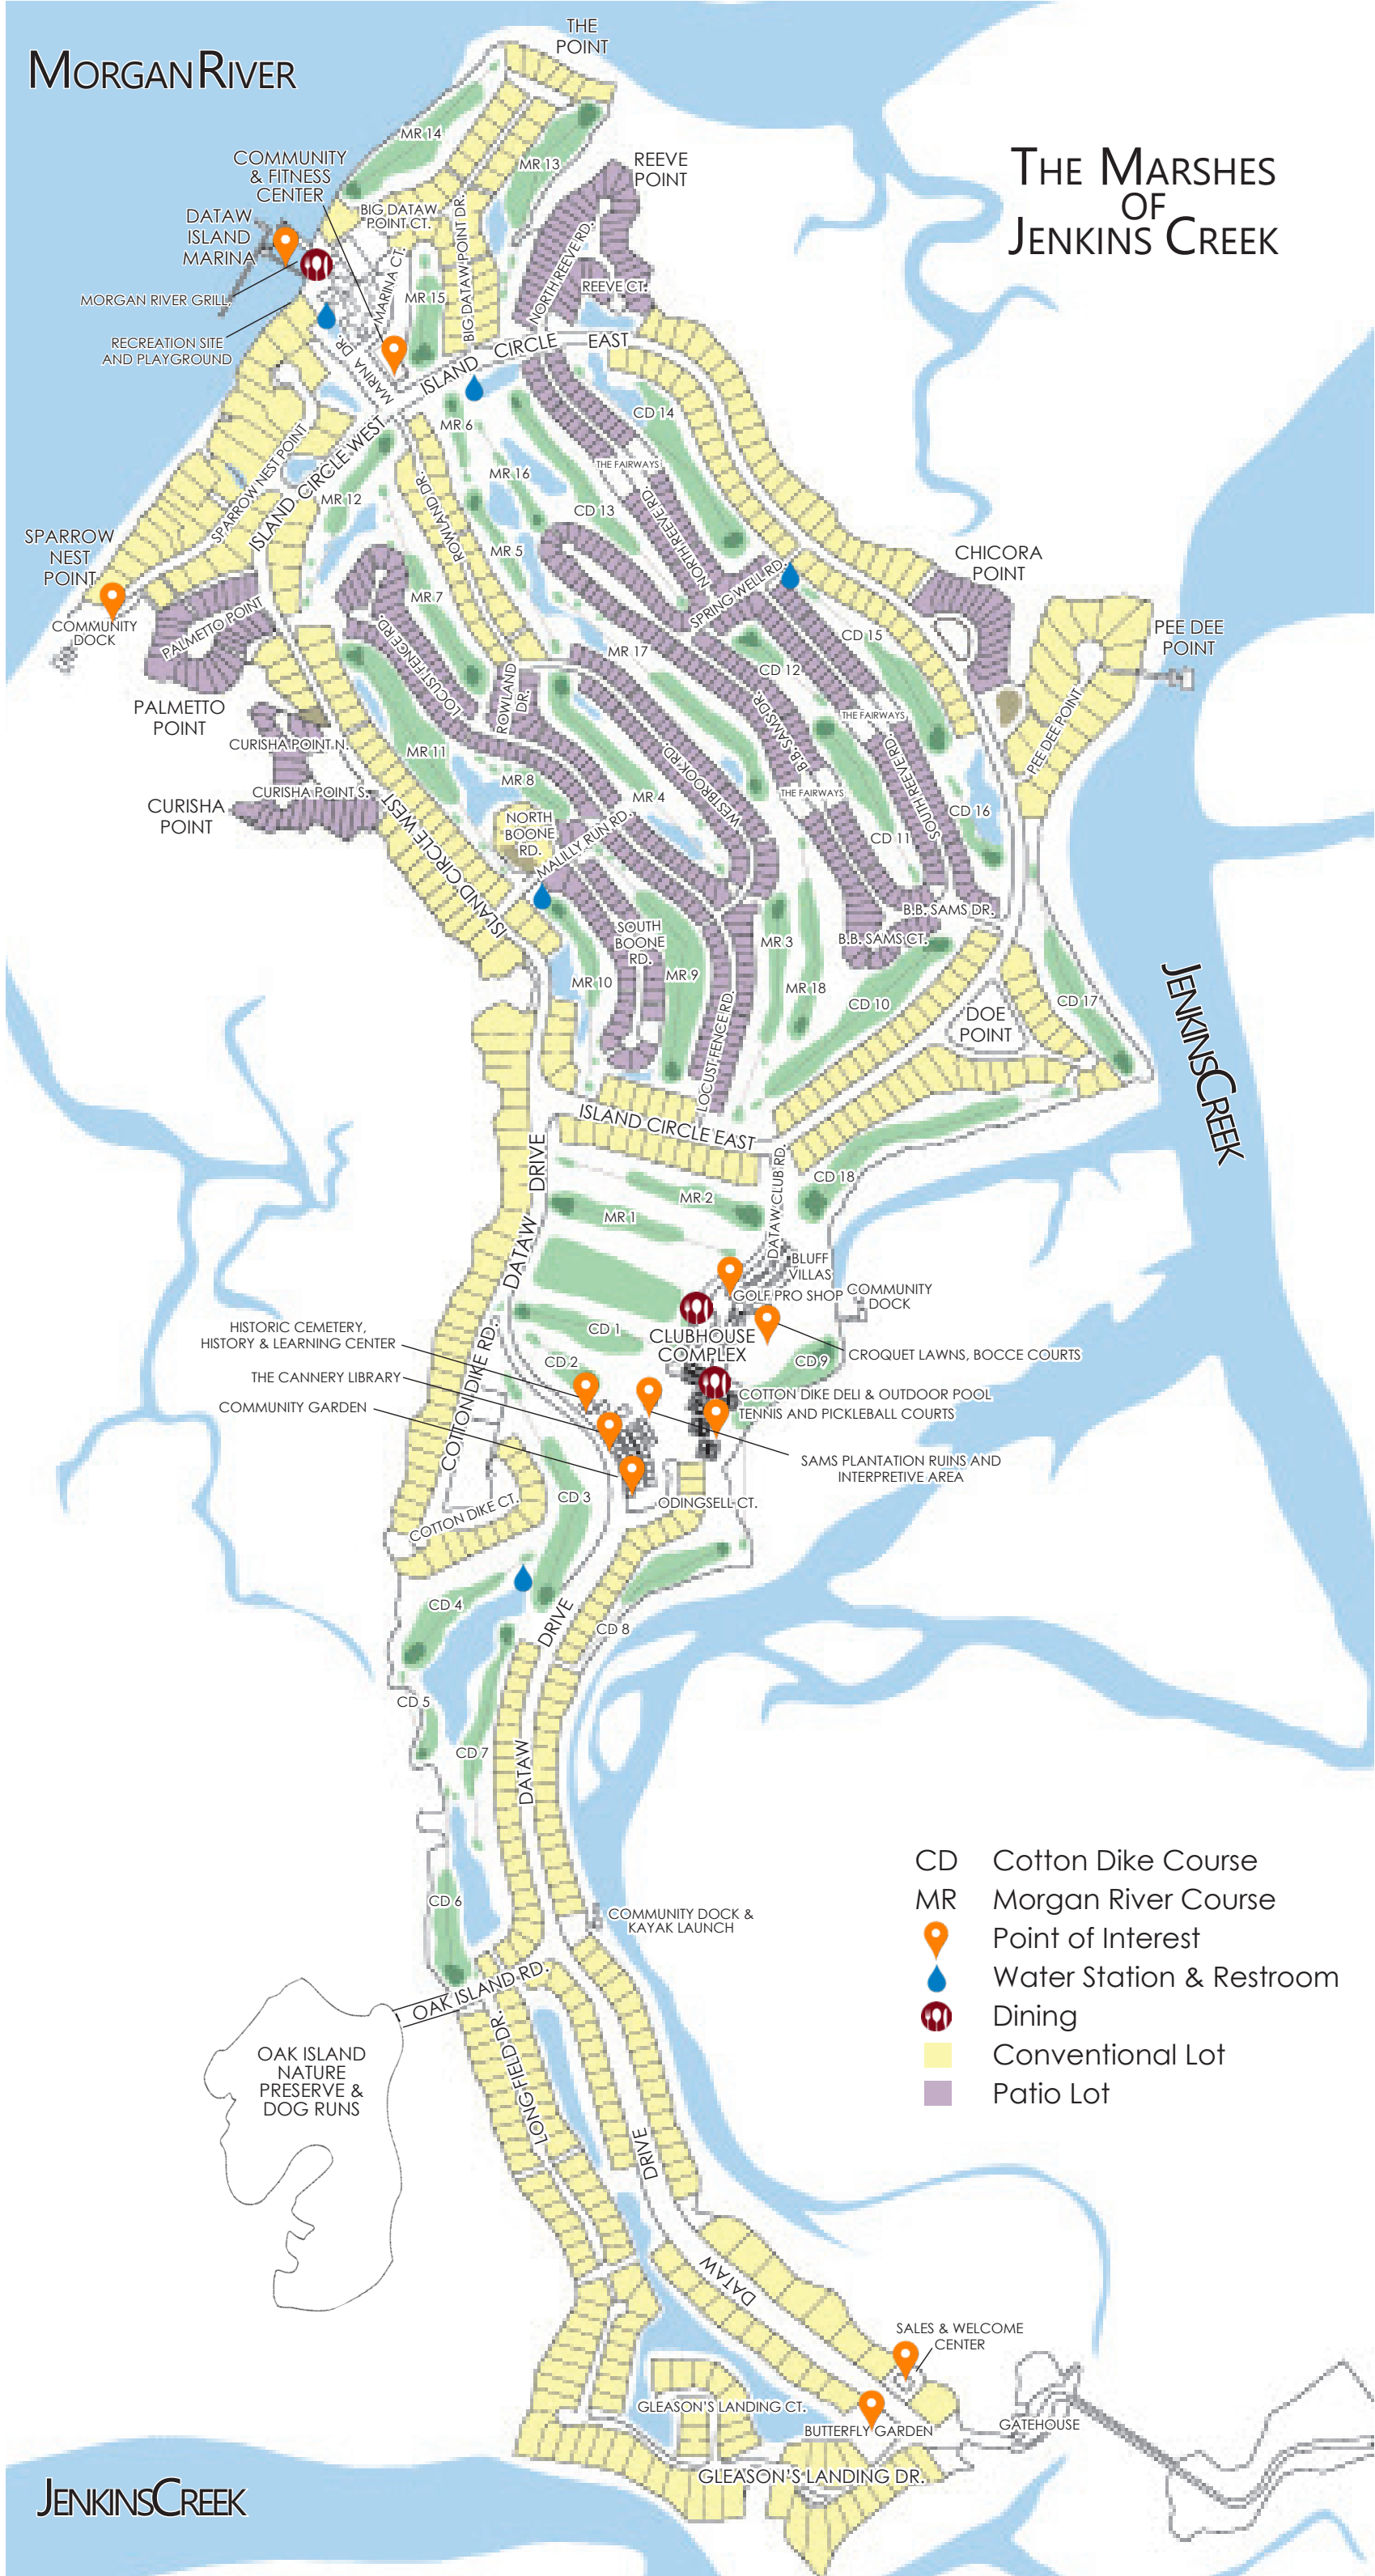 THE
POINT
MORGAN RIVER
MR 14
COMMUNITY
& FITNESS
CENTER
MR 13
REEVE
POINT
THE MARSHES
OF
JENKINS CREEK
DATAW
ISLAND
MARINA
BIG DATAW
POINT CT.
BIG DATAW POINT DR.
NORTH REEVE RD.
MORGAN RIVER GRILL
MARINA CT.
MR 15
REEVE CT.
RECREATION SITE
AND PLAYGROUND
MARINA DR.
ISLAND CIRCLE EAST
MR 6
CD 14
ISLAND CIRCLE WEST
SPARROW NEST POINT
MR 12
ROWLAND DR.
MR 16
THE FAIRWAYS
CD 13
NORTH REEVE RD.
MR 5
SPARROW
NEST
POINT
COMMUNITY
DOCK
PALMETTO POINT
MR 7
LOCUST FENCE RD.
SPRING WELL RD.
CHICORA
POINT
CD 15
PEE DEE
POINT
PEE DEE POINT
MR 17
CD 12
ROWLAND
DR.
B.B. SAMS DR.
THE FAIRWAYS
PALMETTO
POINT
CURISHA POINT N.
MR 11
WESTBROOK RD.
SOUTH REEVE RD.
MR 8
CURISHA POINT S.
MR 4
THE FAIRWAYS
CURISHA
POINT
ISLAND CIRCLE WEST
NORTH
BOONE
RD.
MALILLY RUN RD.
CD 11
CD 16
B.B. SAMS DR.
B.B. SAMS CT.
SOUTH
BOONE
RD.
MR 3
MR 10
MR 9
MR 18
CD 10
CD 17
DOE
POINT
LOCUST FENCE RD.
JENKINS CREEK
ISLAND CIRCLE EAST
DATAW DRIVE
DATAW CLUB RD.
CD 18
MR 2
MR 1
BLUFF
VILLAS
GOLF PRO SHOP
COMMUNITY
DOCK
HISTORIC CEMETERY,
HISTORY & LEARNING CENTER
CD 1
CLUBHOUSE
COMPLEX
CROQUET LAWNS, BOCCE COURTS
CD 2
CD 9
THE CANNERY LIBRARY
COTTON DIKE RD.
COTTON DIKE DELI & OUTDOOR POOL
COMMUNITY GARDEN
TENNIS AND PICKLEBALL COURTS
SAMS PLANTATION RUINS AND
INTERPRETIVE AREA
CD 3
ODINGSELL CT.
COTTON DIKE CT.
CD 4
DRIVE
CD 8
CD 5
CD 7
DATAW
CD Cotton Dike Course
MR Morgan River Course
Point of Interest
Water Station & Restroom
Dining
Conventional Lot
Patio Lot
CD 6
COMMUNITY DOCK &
KAYAK LAUNCH
OAK ISLAND RD.
LONGFIELD DR.
OAK ISLAND
NATURE
PRESERVE &
DOG RUNS
DRIVE
DATAW
SALES & WELCOME
CENTER
GLEASON'S LANDING CT.
BUTTERFLY GARDEN
GATEHOUSE
GLEASON'S LANDING DR.
JENKINS CREEK